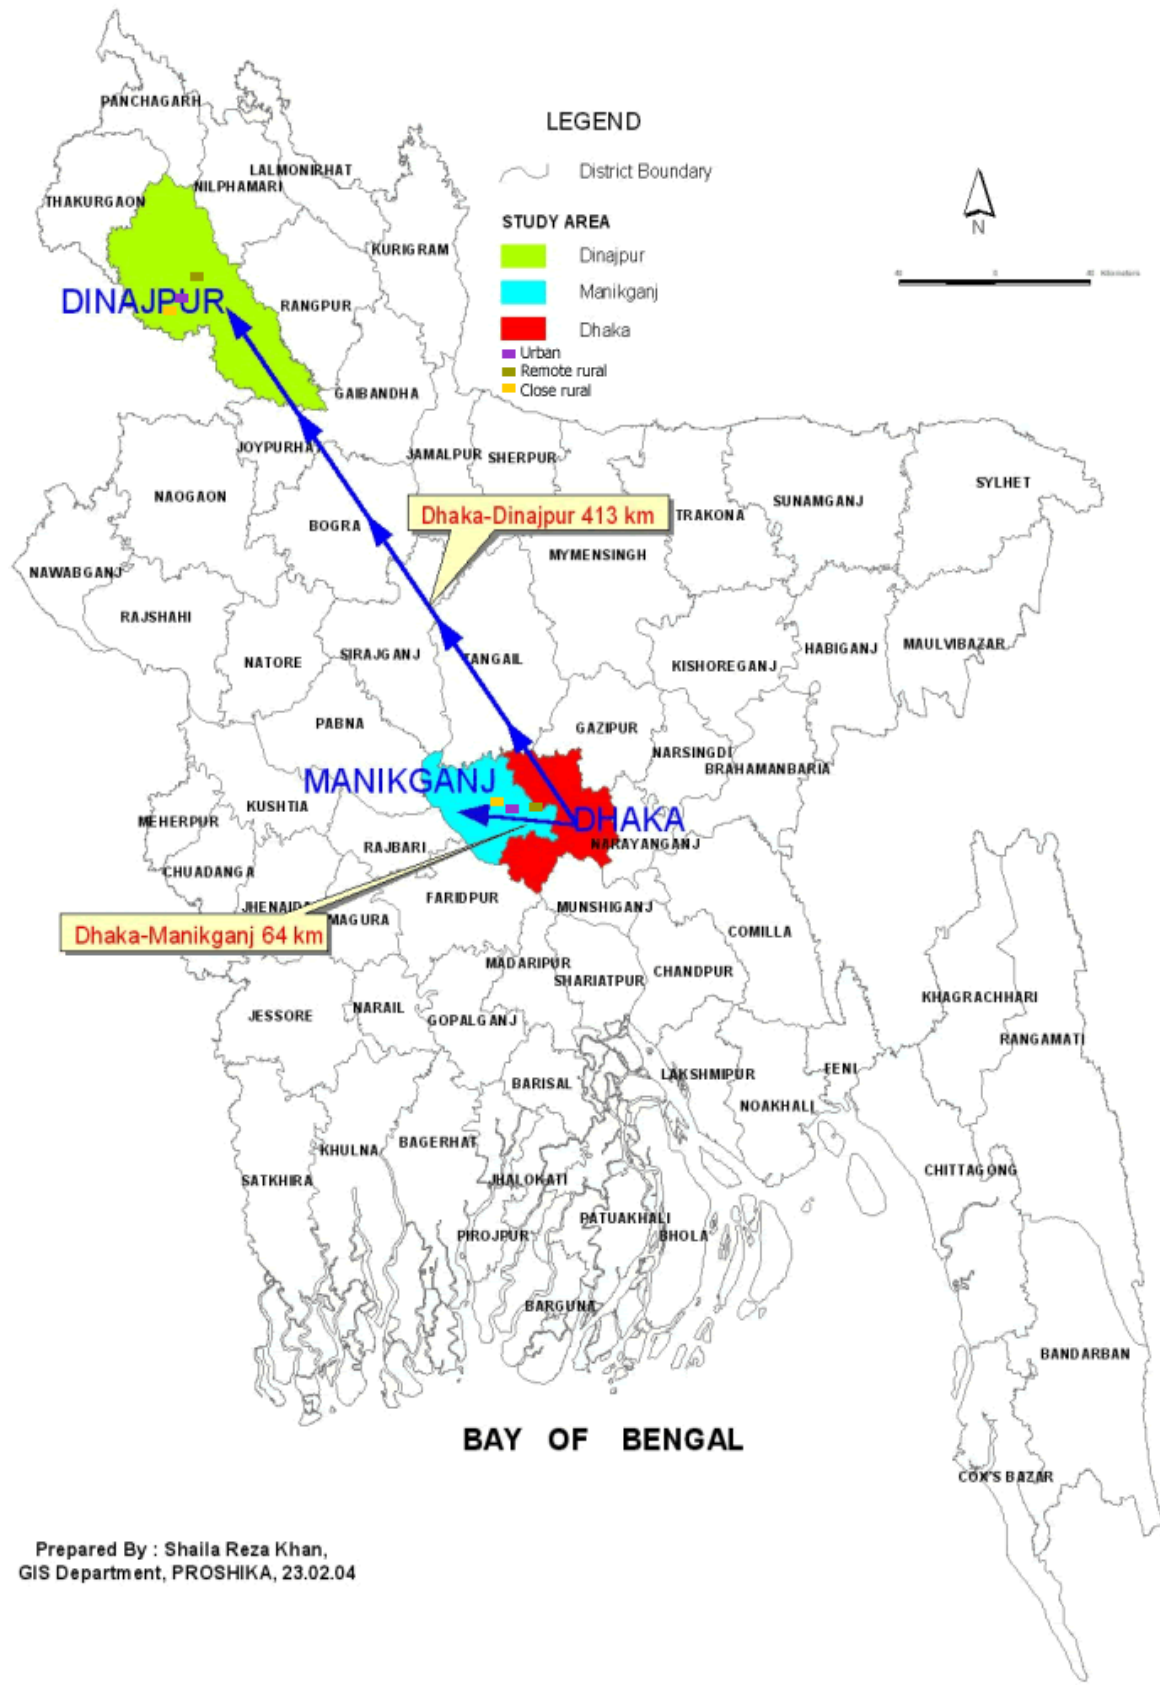 PANCHAGARH
LEGEND
District Boundary
LALMONIRHAT
NILPHAMARI
THAKURGAON
STUDY AREA
N
KURIGRAM
Dinajpur
40 0 40 Kilometers
Manikganj
DINAJPUR
RANGPUR
Dhaka
Urban
Remote rural
Close rural
GAIBANDHA
JOYPURHA
JAMALPUR
SHERPUR
SYLHET
NAOGAON
SUNAMGANJ
Dhaka-Dinajpur 413 km
TRAKONA
BOGRA
MYMENSINGH
NAWABGANJ
RAJSHAHI
HABIGANJ
MAULVIBAZAR
SIRAJGANJ
TANGAIL
NATORE
KISHOREGANJ
PABNA
GAZIPUR
NARSINGDI
BRAHAMANBARIA
MANIKGANJ
KUSHTIA
MEHERPUR
DHAKA
RAJBARI
NARAYANGANJ
CHUADANGA
FARIDPUR
JHENAIDA
MUNSHIGANJ
MAGURA
Dhaka-Manikganj 64 km
COMILLA
MADARIPUR
SHARIATPUR
CHANDPUR
KHAGRACHHARI
NARAIL
JESSORE
GOPALGANJ
RANGAMATI
FENI
LAKSHMIPUR
BARISAL
NOAKHALI
BAGERHAT
KHULNA
CHITTAGONG
SATKHIRA
JHALOKATI
PATUAKHALI
PIROJPUR
BHOLA
BARGUNA
BANDARBAN
BAY OF BENGAL
COX'S BAZAR
Prepared By : Shaila Reza Khan,
GIS Department, PROSHIKA, 23.02.04